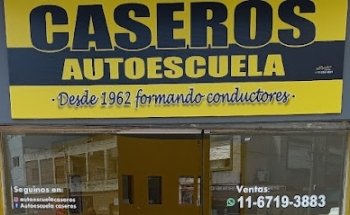 CASEROS
AUTOESCUELA
· Desde 1962 formando conductores ·
Seguinos en:
autoescuelacaseros
Autoescuela caseros
Ventas:
11-6719-3883